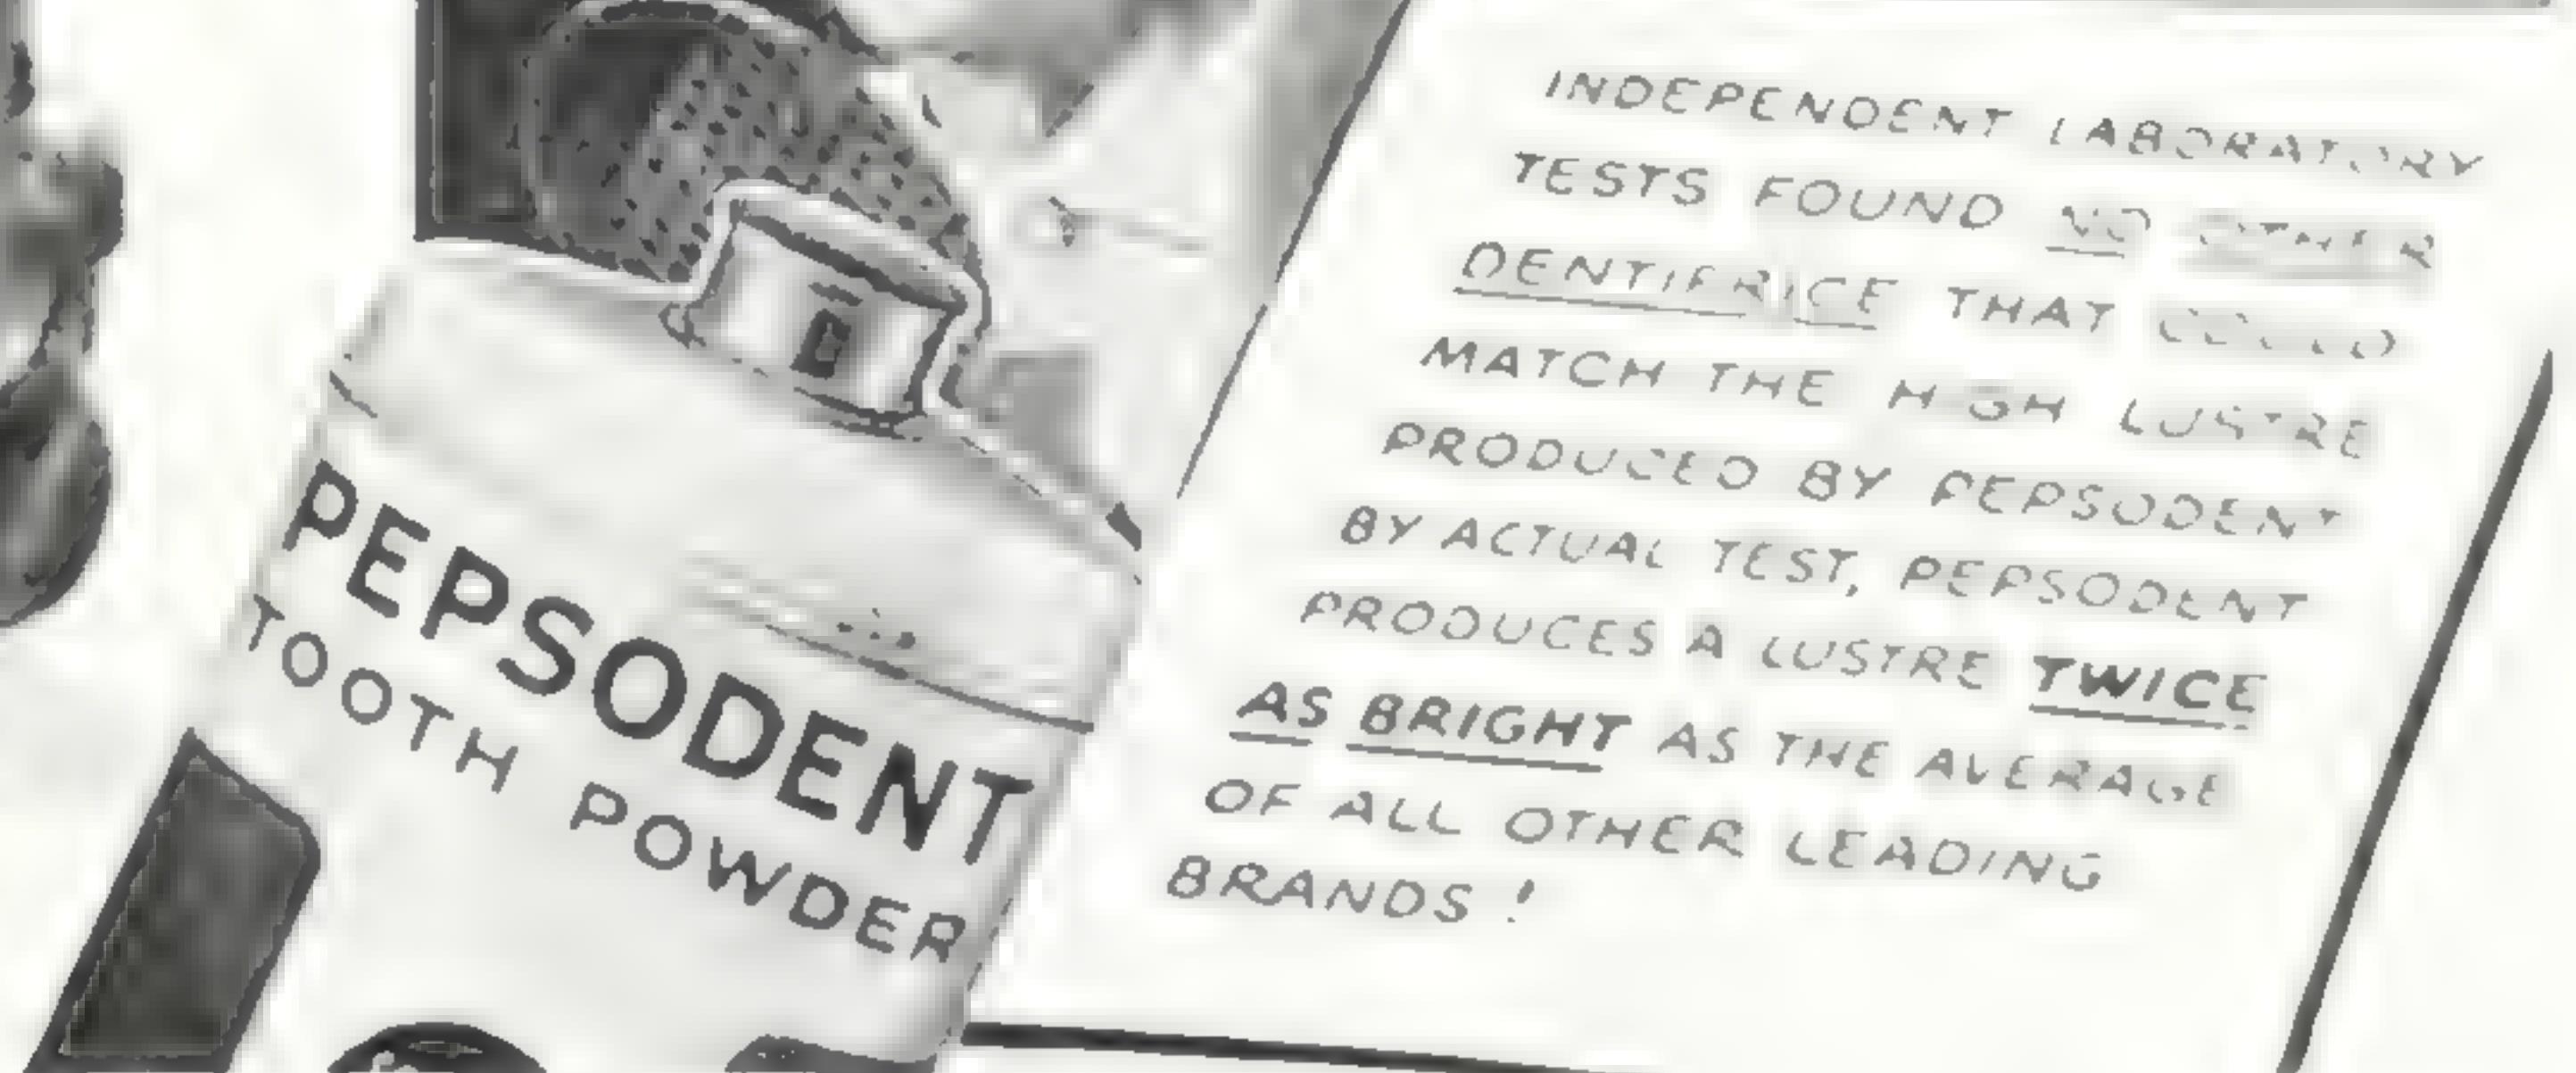 PEPSODENT
TOOTH POWDER
INDEPENDENT LABORATORY
TESTS FOUND NO OTHER
DENTIFRICE THAT COULD
MATCH THE HIGH LUSTRE
PRODUCED BY PEPSODENT
BY ACTUAL TEST, PEPSODENT
PRODUCES A LUSTRE TWICE
AS BRIGHT AS THE AVERAGE
OF ALL OTHER LEADING
BRANDS!